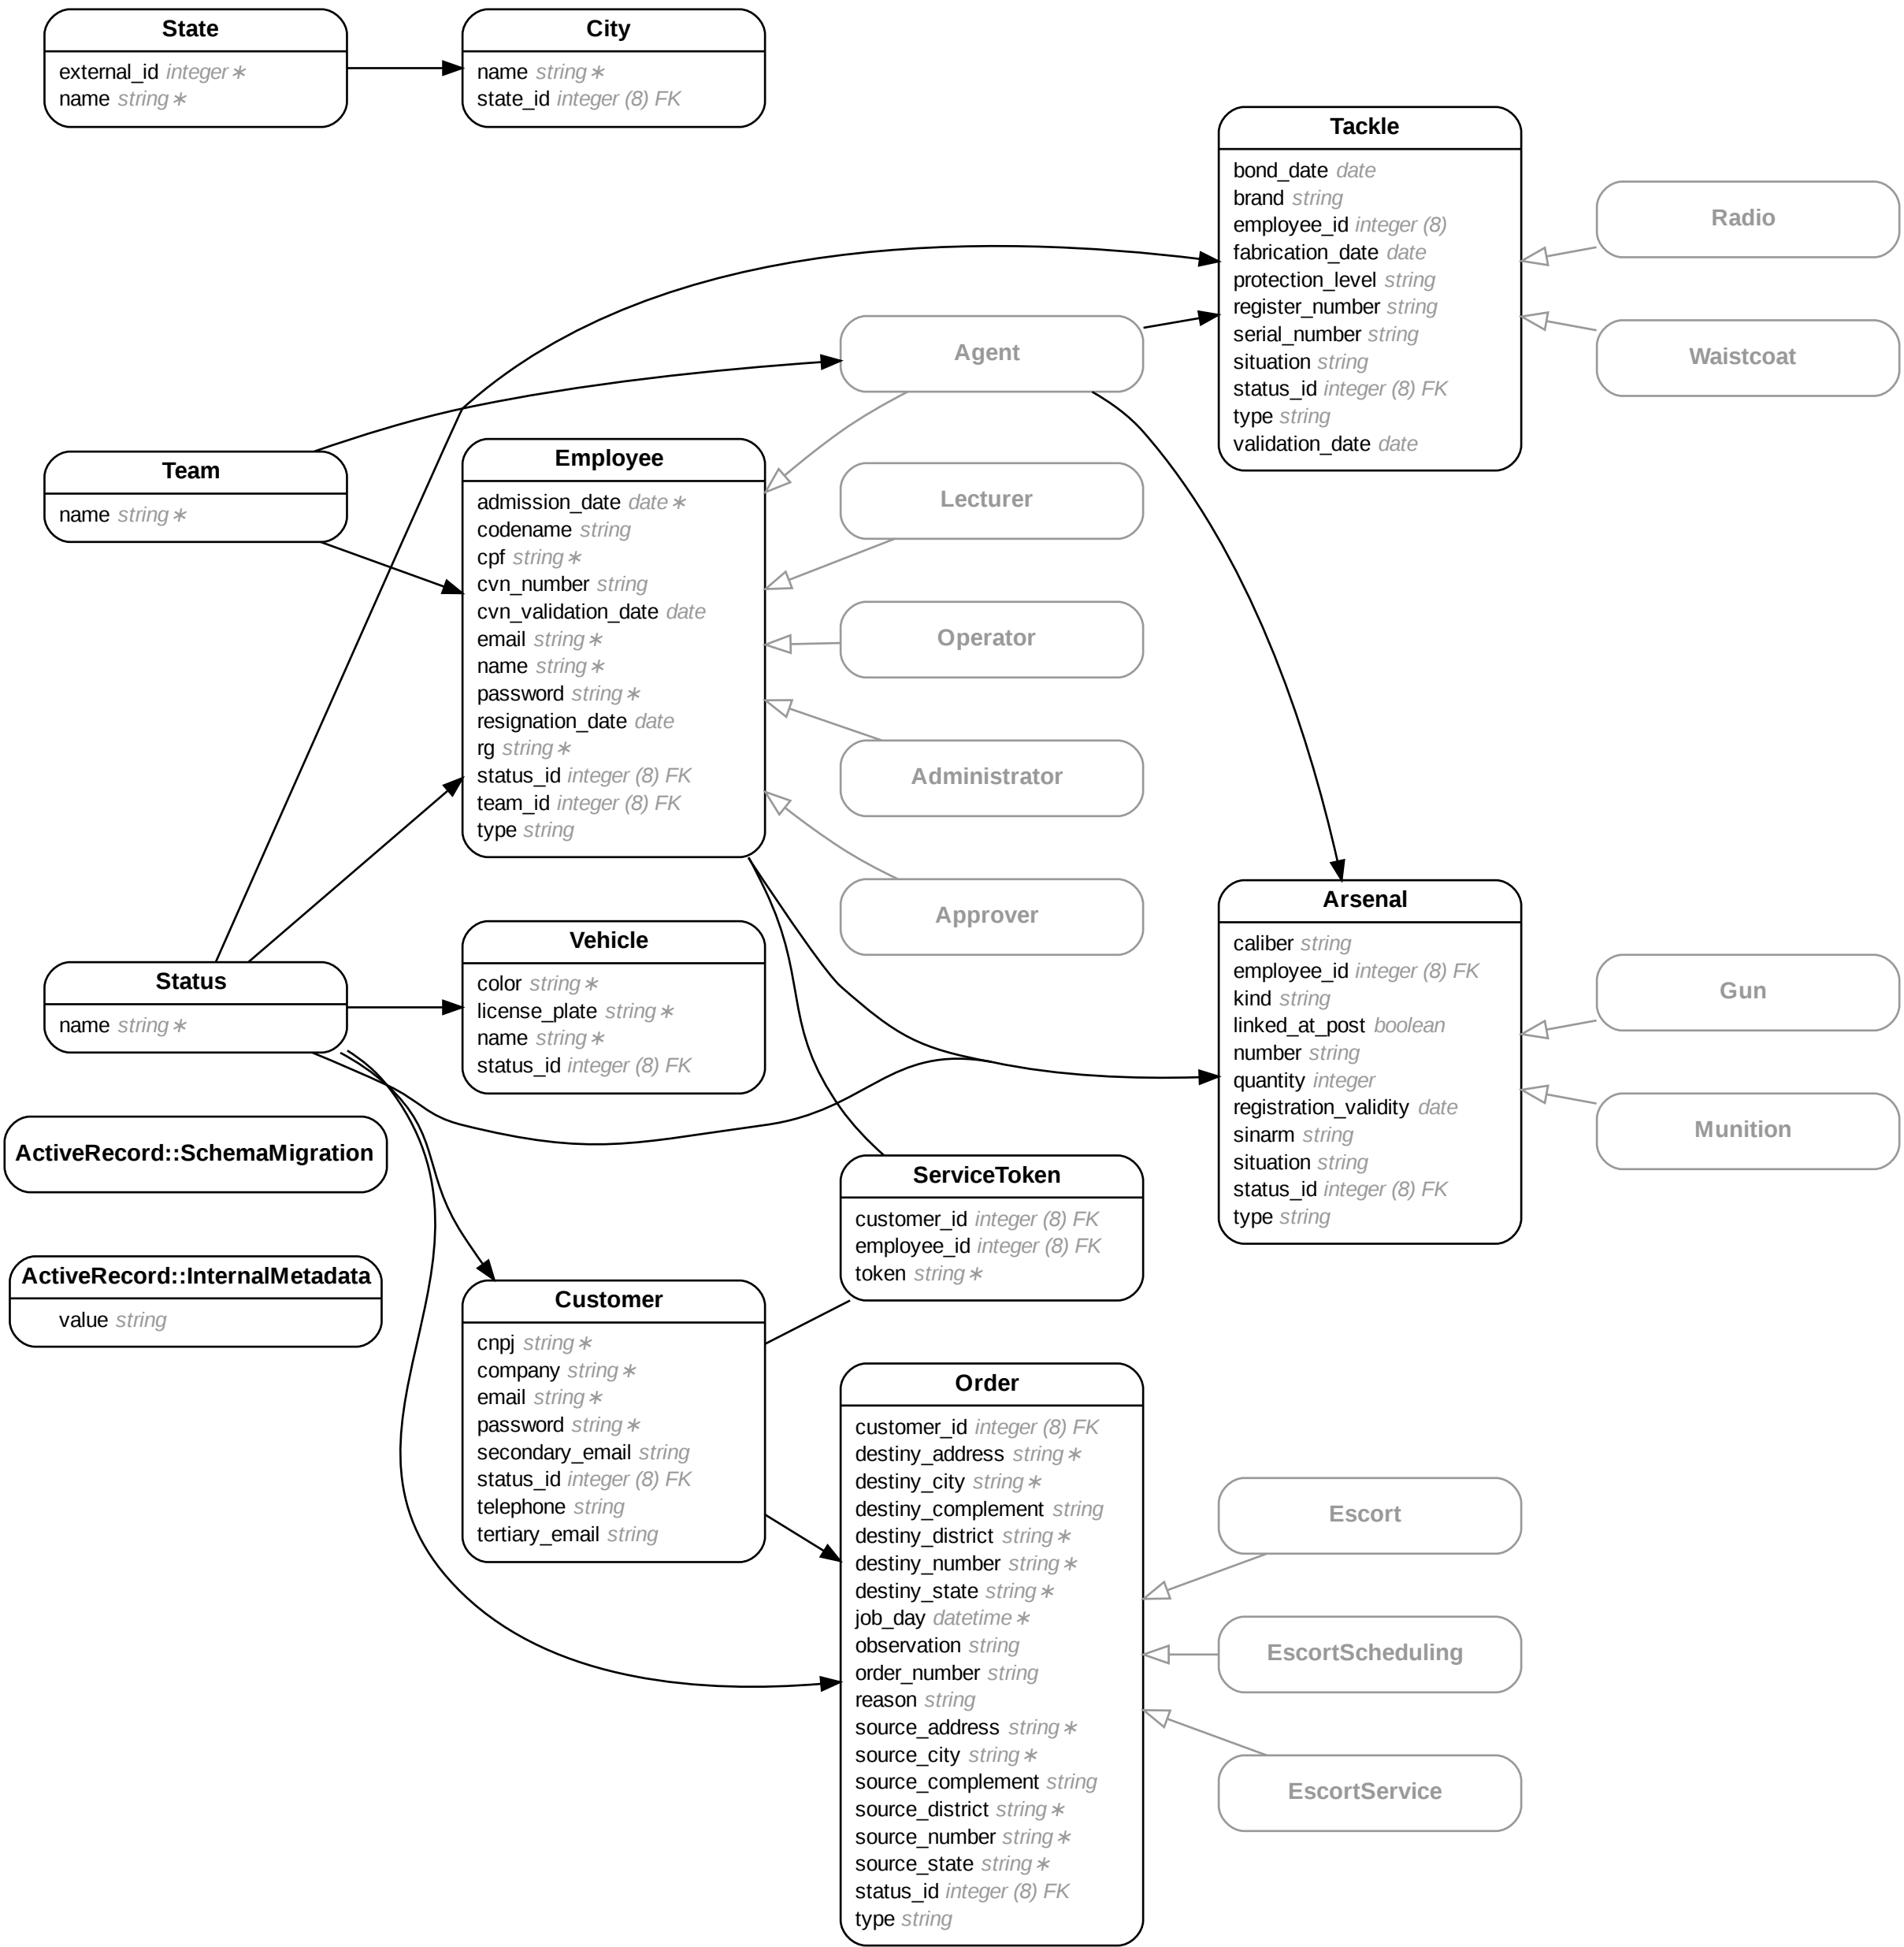 State
external_id integer∗
name string∗
City
name string∗
state_id integer (8) FK
Tackle
bond_date date
brand string
employee_id integer (8)
fabrication_date date
protection_level string
register_number string
serial_number string
situation string
status_id integer (8) FK
type string
validation_date date
Radio
Waistcoat
Agent
Team
name string∗
Employee
admission_date date∗
codename string
cpf string∗
cvn_number string
cvn_validation_date date
email string∗
name string∗
password string∗
resignation_date date
rg string∗
status_id integer (8) FK
team_id integer (8) FK
type string
Lecturer
Operator
Administrator
Approver
Status
name string∗
Vehicle
color string∗
license_plate string∗
name string∗
status_id integer (8) FK
Arsenal
caliber string
employee_id integer (8) FK
kind string
linked_at_post boolean
number string
quantity integer
registration_validity date
sinarm string
situation string
status_id integer (8) FK
type string
Gun
Munition
ActiveRecord::SchemaMigration
ActiveRecord::InternalMetadata
value string
ServiceToken
customer_id integer (8) FK
employee_id integer (8) FK
token string∗
Customer
cnpj string∗
company string∗
email string∗
password string∗
secondary_email string
status_id integer (8) FK
telephone string
tertiary_email string
Order
customer_id integer (8) FK
destiny_address string∗
destiny_city string∗
destiny_complement string
destiny_district string∗
destiny_number string∗
destiny_state string∗
job_day datetime∗
observation string
order_number string
reason string
source_address string∗
source_city string∗
source_complement string
source_district string∗
source_number string∗
source_state string∗
status_id integer (8) FK
type string
Escort
EscortScheduling
EscortService